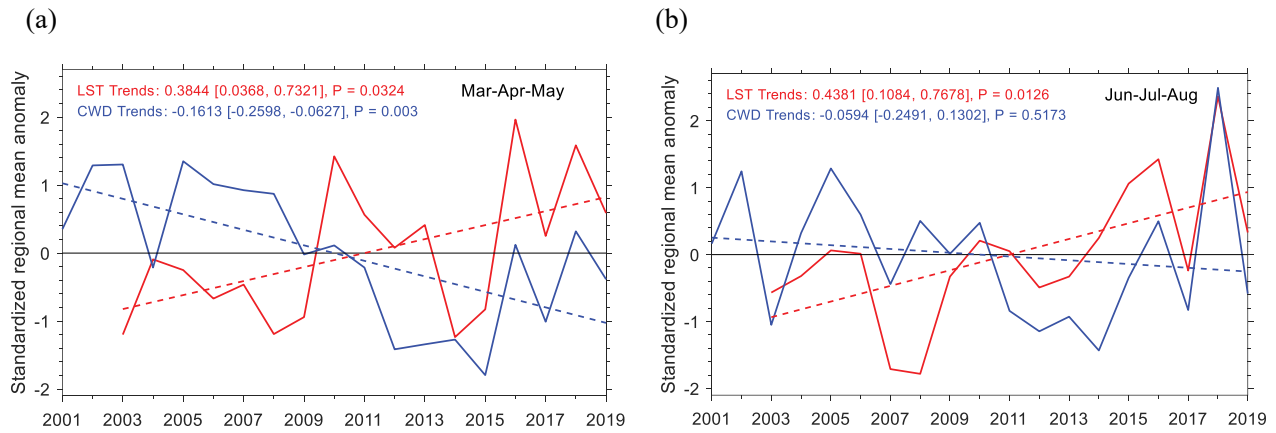 (a)
Standardized regional mean anomaly
LST Trends: 0.3844 [0.0368, 0.7321], P = 0.0324
CWD Trends: -0.1613 [-0.2598, -0.0627], P = 0.003
Mar-Apr-May
2
1
0
-1
-2
2001 2003 2005 2007 2009 2011 2013 2015 2017 2019
(b)
Standardized regional mean anomaly
LST Trends: 0.4381 [0.1084, 0.7678], P = 0.0126
CWD Trends: -0.0594 [-0.2491, 0.1302], P = 0.5173
Jun-Jul-Aug
2
1
0
-1
-2
2001 2003 2005 2007 2009 2011 2013 2015 2017 2019